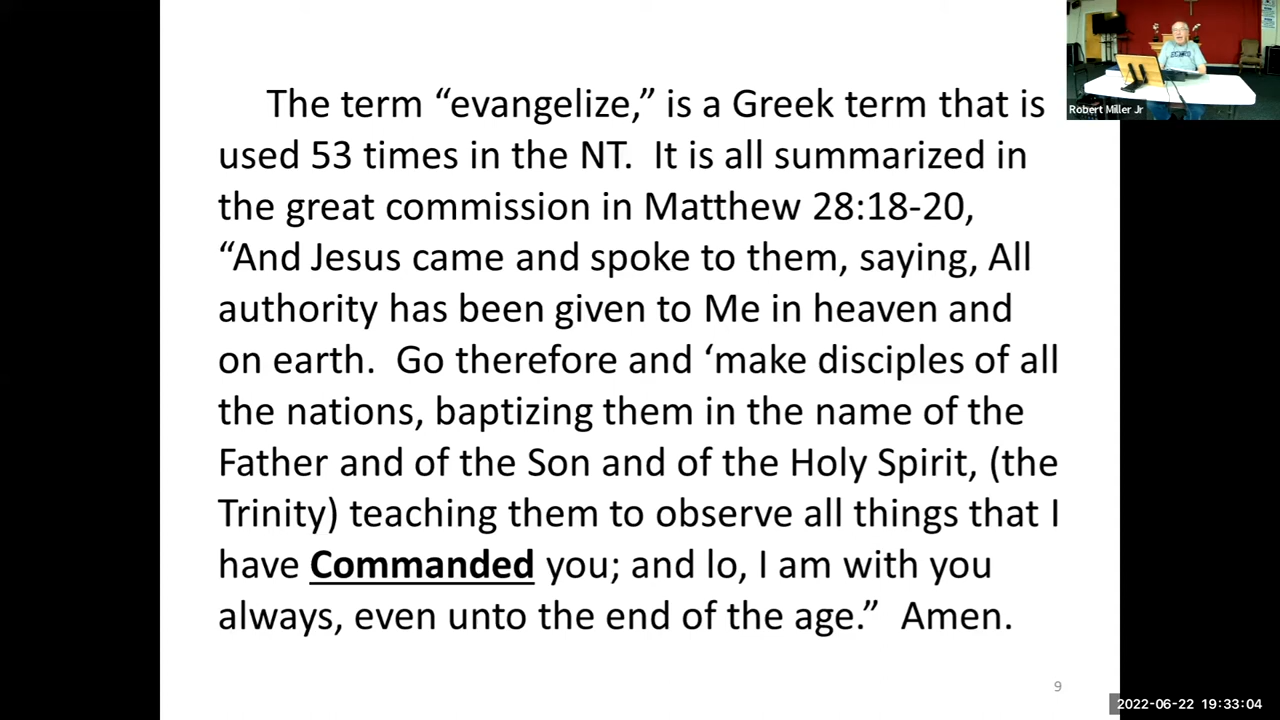 The term “evangelize,” is a Greek term that is
used 53 times in the NT.  It is all summarized in
the great commission in Matthew 28:18-20,
“And Jesus came and spoke to them, saying, All
authority has been given to Me in heaven and
on earth.  Go therefore and ‘make disciples of all
the nations, baptizing them in the name of the
Father and of the Son and of the Holy Spirit, (the
Trinity) teaching them to observe all things that I
have Commanded you; and lo, I am with you
always, even unto the end of the age.”  Amen.
9
Robert Miller Jr
2022-06-22 19:33:04